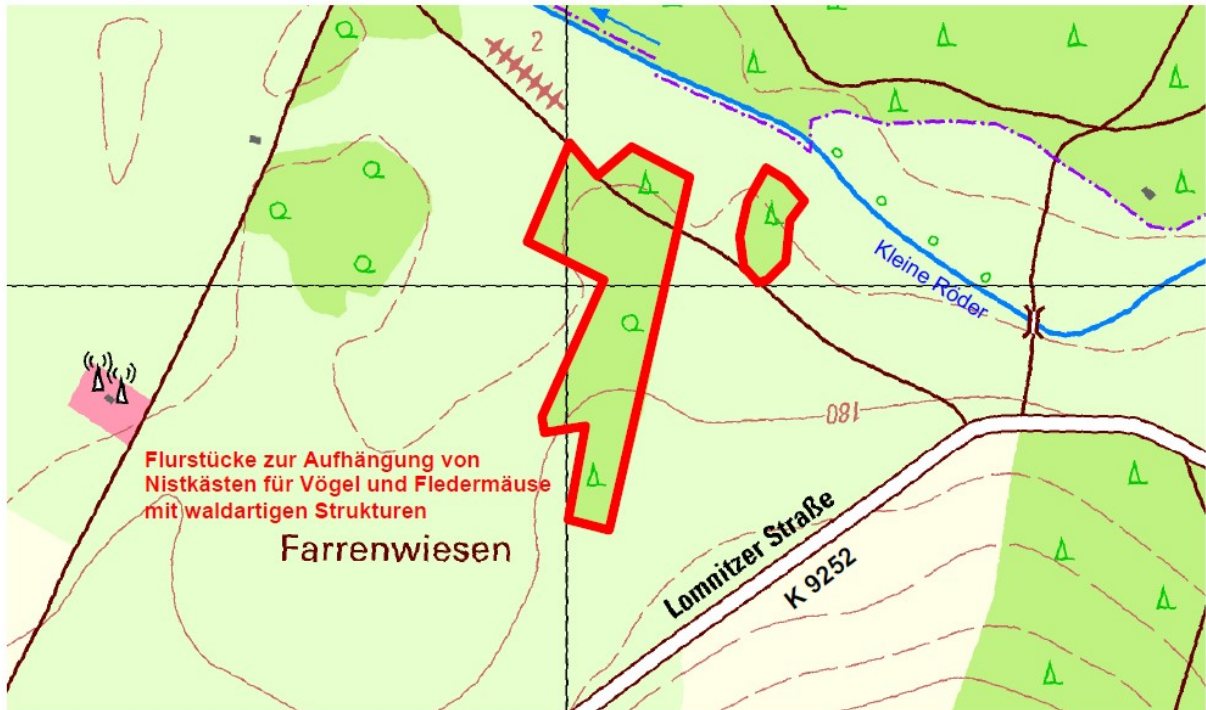 2
Kleine Röder
180
Flurstücke zur Aufhängung von
Nistkästen für Vögel und Fledermäuse
mit waldartigen Strukturen
Farrenwiesen
Lomnitzer Straße
K 9252